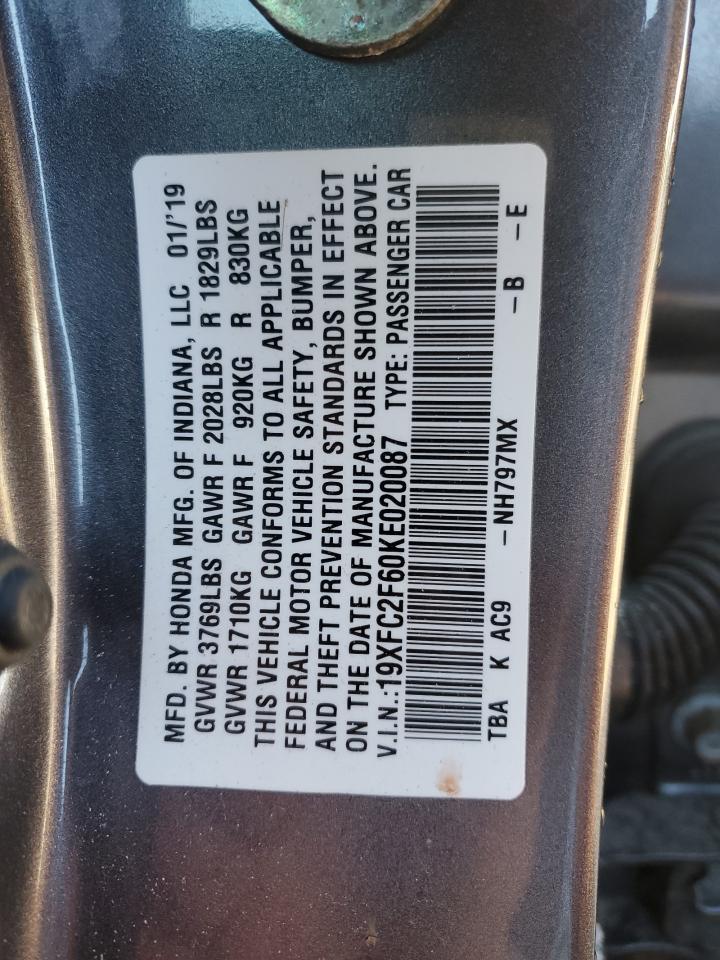 MFD. BY HONDA MFG. OF INDIANA, LLC 01/'19
GVWR 3769LBS GAWR F 2028LBS R 1829LBS
GVWR 1710KG GAWR F 920KG R 830KG
THIS VEHICLE CONFORMS TO ALL APPLICABLE
FEDERAL MOTOR VEHICLE SAFETY, BUMPER,
AND THEFT PREVENTION STANDARDS IN EFFECT
ON THE DATE OF MANUFACTURE SHOWN ABOVE.
V.I.N.:19XFC2F60KE020087 TYPE: PASSENGER CAR
TBA K AC9 -NH797MX -B -E